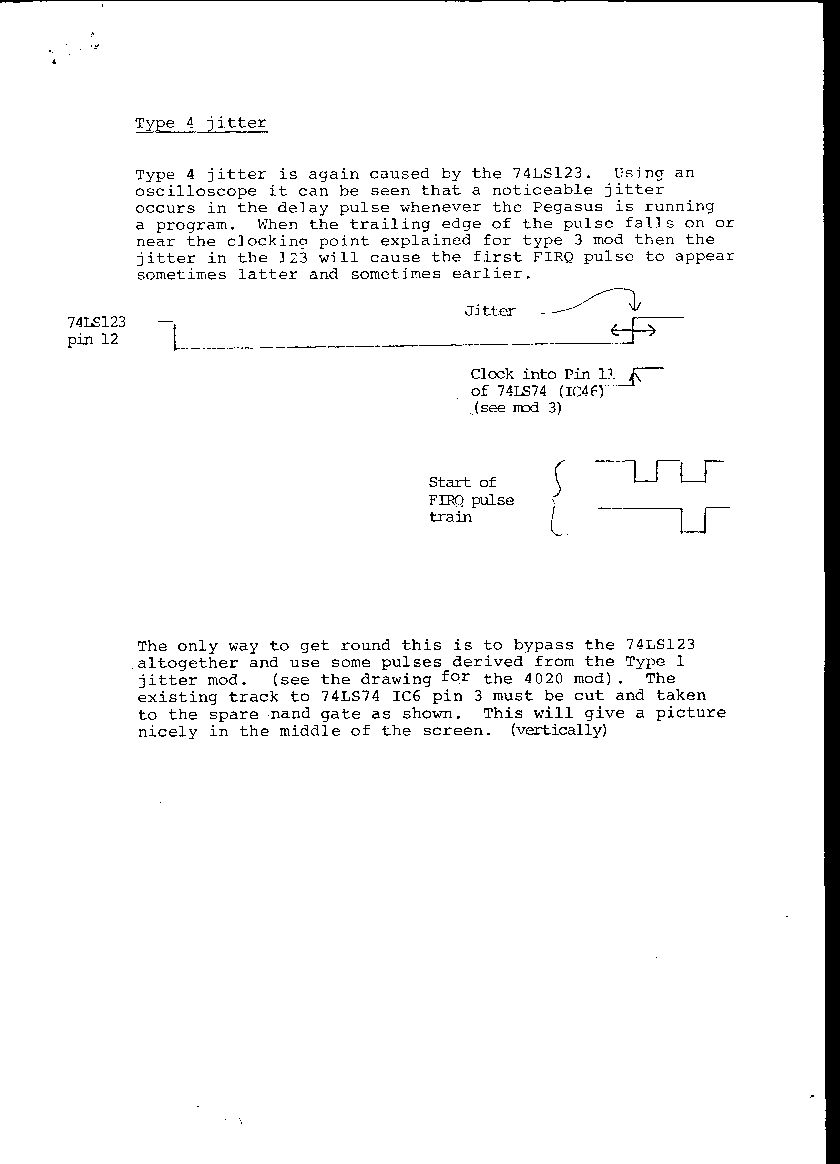 Type 4 jitter
Type 4 jitter is again caused by the 74LS123. Using an
oscilloscope it can be seen that a noticeable jitter
occurs in the delay pulse whenever the Pegasus is running
a program. When the trailing edge of the pulse falls on or
near the clocking point explained for type 3 mod then the
jitter in the 123 will cause the first FIRQ pulse to appear
sometimes latter and sometimes earlier.
Jitter
74LS123
pin 12
Clock into Pin 11
of 74LS74 (IC46)
(see mod 3)
Start of
FIRQ pulse
train
The only way to get round this is to bypass the 74LS123
altogether and use some pulses derived from the Type 1
jitter mod. (see the drawing for the 4020 mod). The
existing track to 74LS74 IC6 pin 3 must be cut and taken
to the spare nand gate as shown. This will give a picture
nicely in the middle of the screen. (vertically)